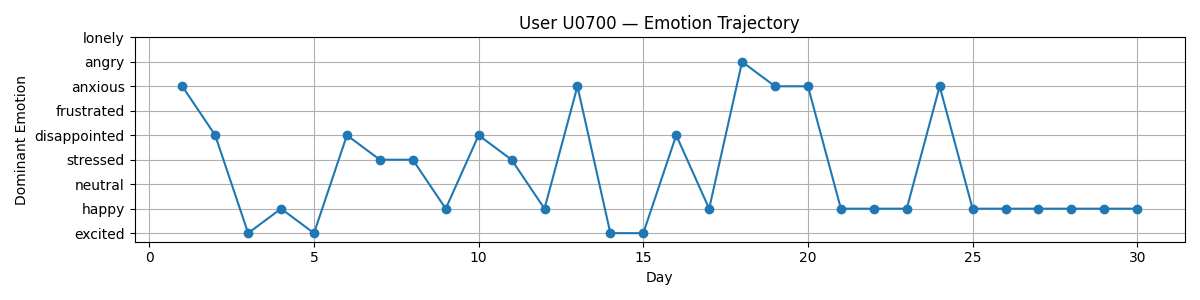 User U0700 — Emotion Trajectory
Dominant Emotion
lonely
angry
anxious
frustrated
disappointed
stressed
neutral
happy
excited
0 5 10 15 20 25 30
Day